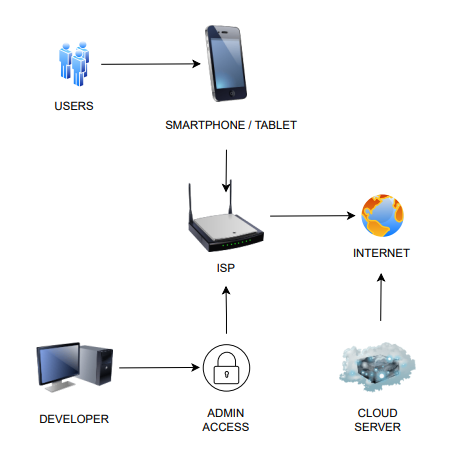 USERS
SMARTPHONE / TABLET
ISP
INTERNET
DEVELOPER
ADMIN
ACCESS
CLOUD
SERVER